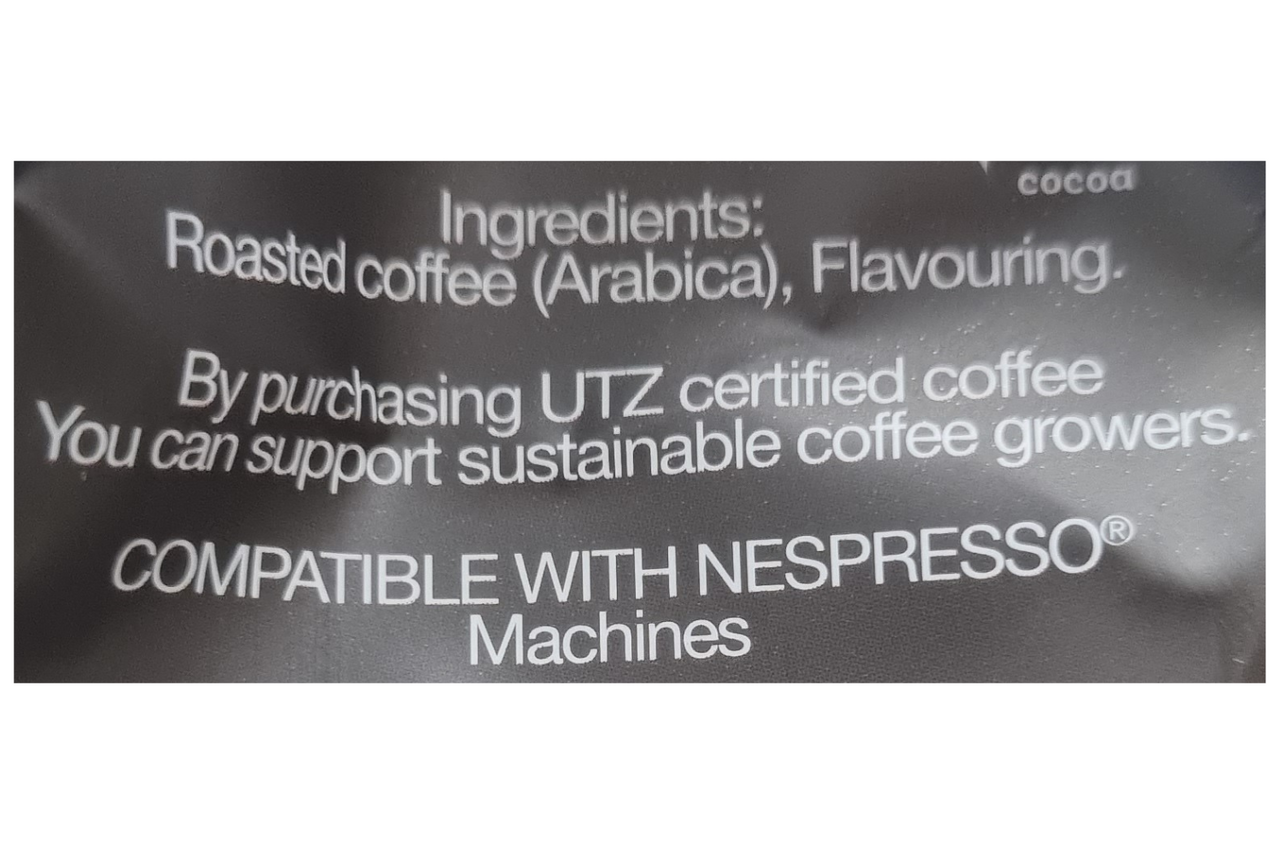 cocoa
Ingredients:
Roasted coffee (Arabica), Flavouring.
By purchasing UTZ certified coffee
You can support sustainable coffee growers.
COMPATIBLE WITH NESPRESSO®
Machines